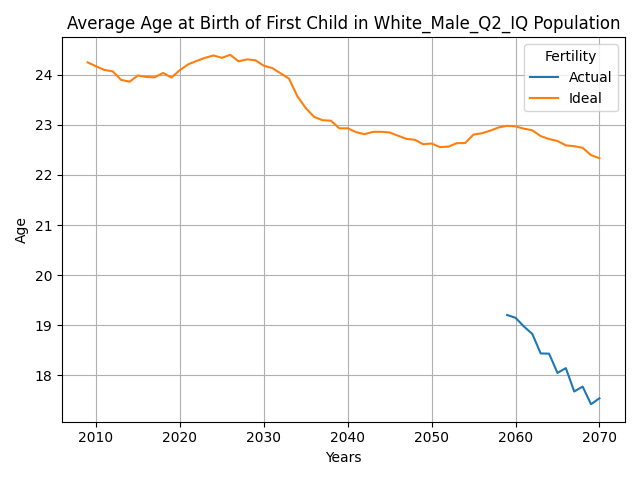 Average Age at Birth of First Child in White_Male_Q2_IQ Population
Fertility
Actual
Ideal
Age
24
23
22
21
20
19
18
2010 2020 2030 2040 2050 2060 2070
Years